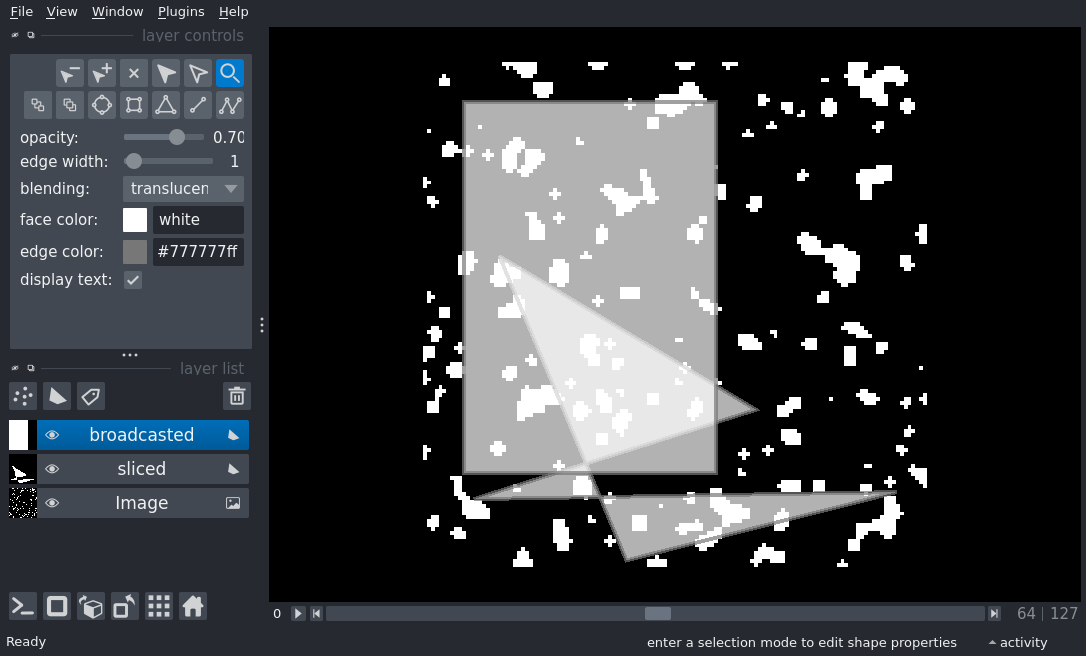 File View Window Plugins Help
layer controls
opacity: 0.70
edge width: 1
blending: translucen
face color: white
edge color: #777777ff
display text:
layer list
broadcasted
sliced
Image
0 64 | 127
Ready enter a selection mode to edit shape properties activity